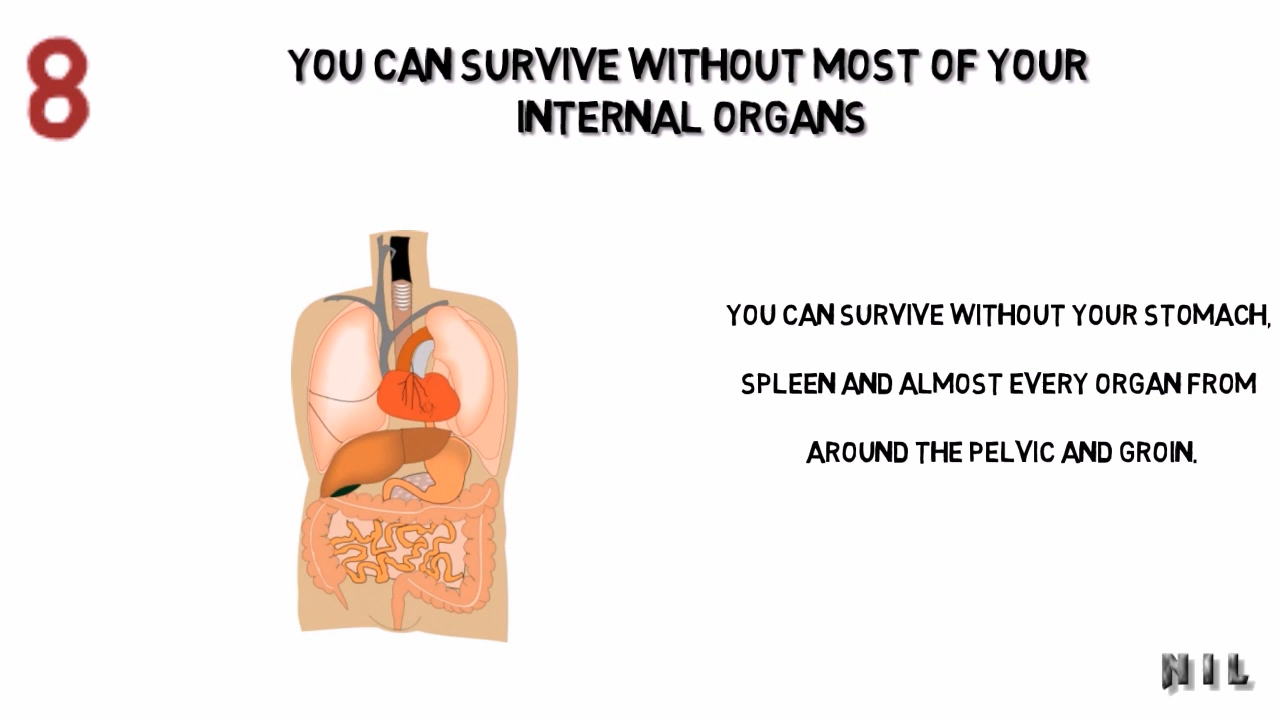 8
YOU CAN SURVIVE WITHOUT MOST OF YOUR
INTERNAL ORGANS
YOU CAN SURVIVE WITHOUT YOUR STOMACH,
SPLEEN AND ALMOST EVERY ORGAN FROM
AROUND THE PELVIC AND GROIN.
NIL